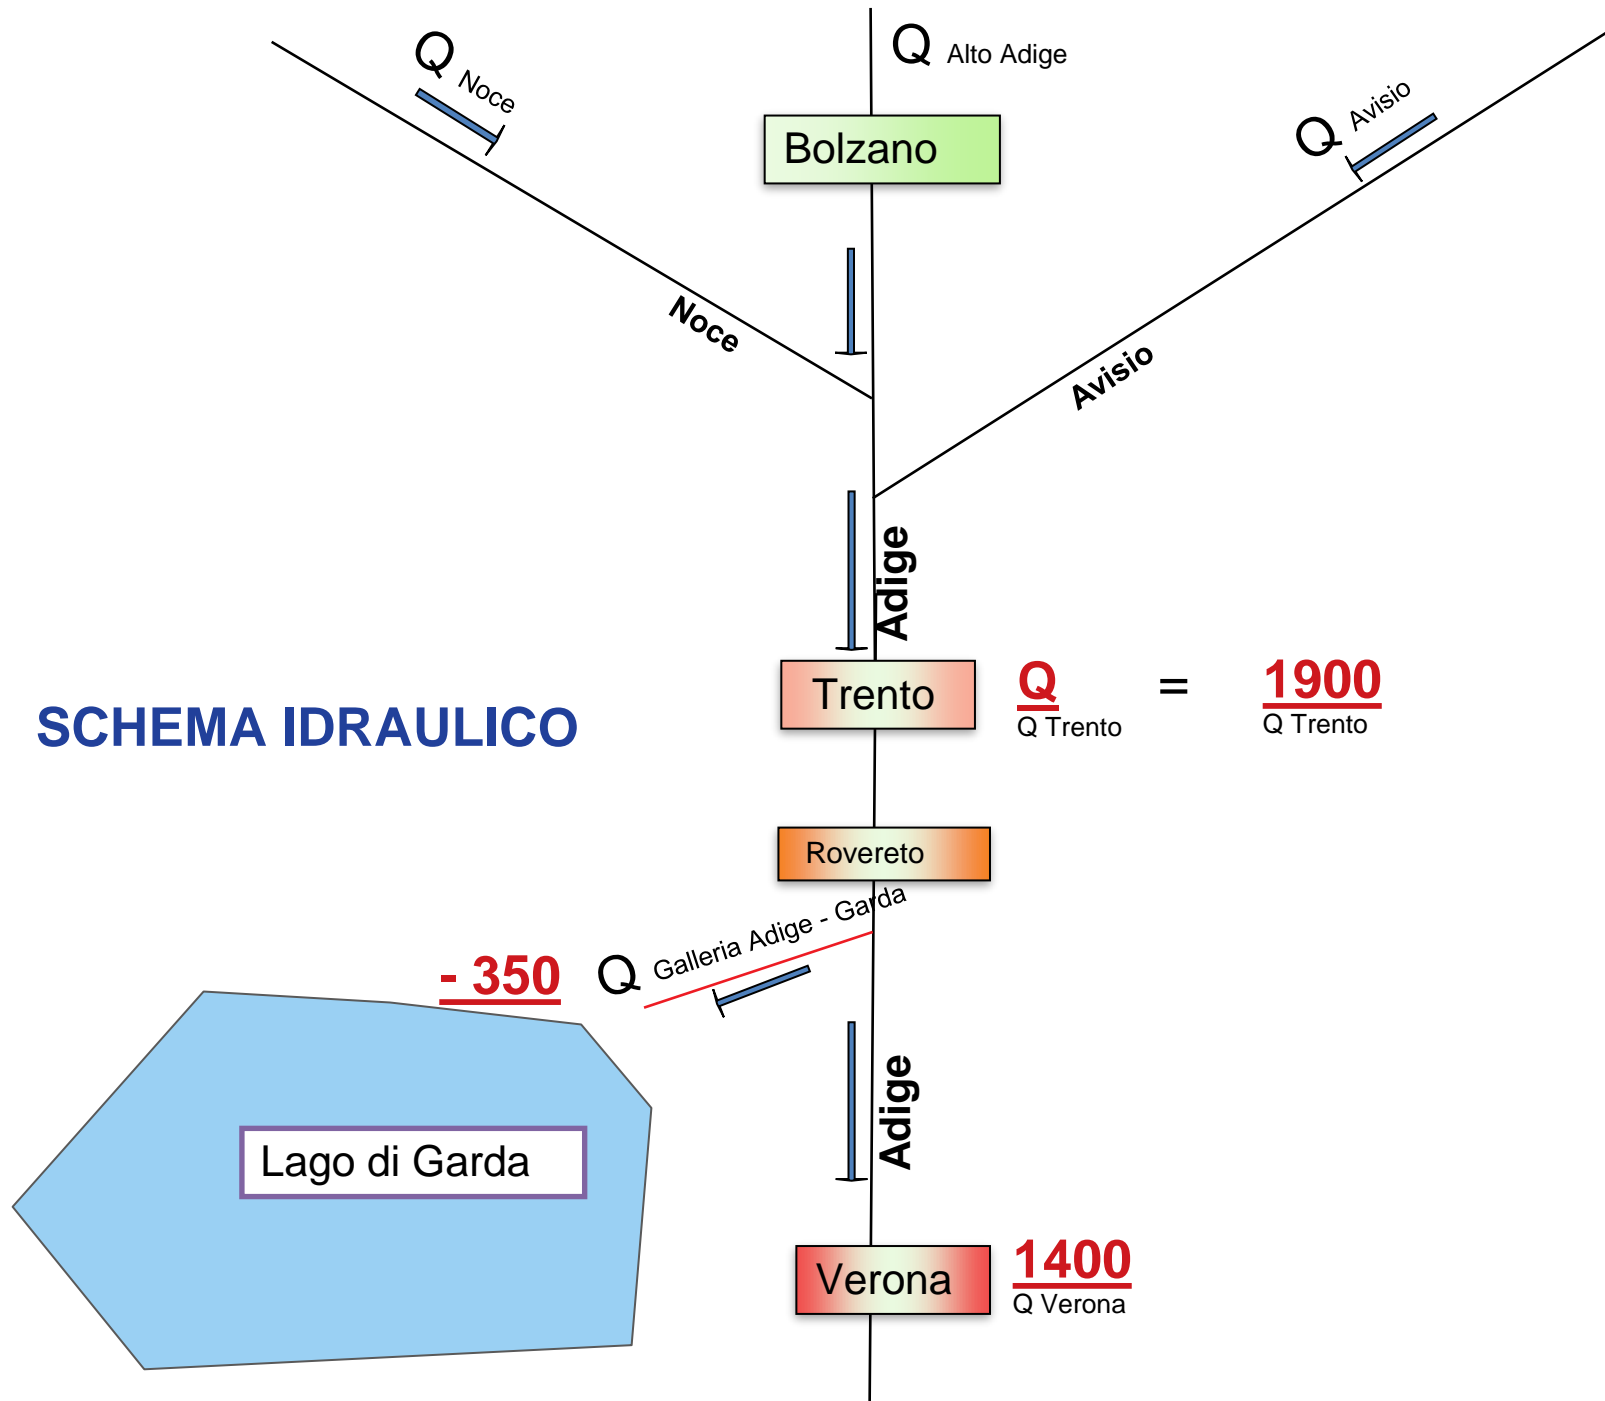 Q Noce
Q Alto Adige
Q Avisio
Bolzano
Noce
Avisio
Adige
Trento
Q = 1900
Q Trento Q Trento
SCHEMA IDRAULICO
Rovereto
- 350 Q Galleria Adige - Garda
Adige
Lago di Garda
Verona
1400
Q Verona